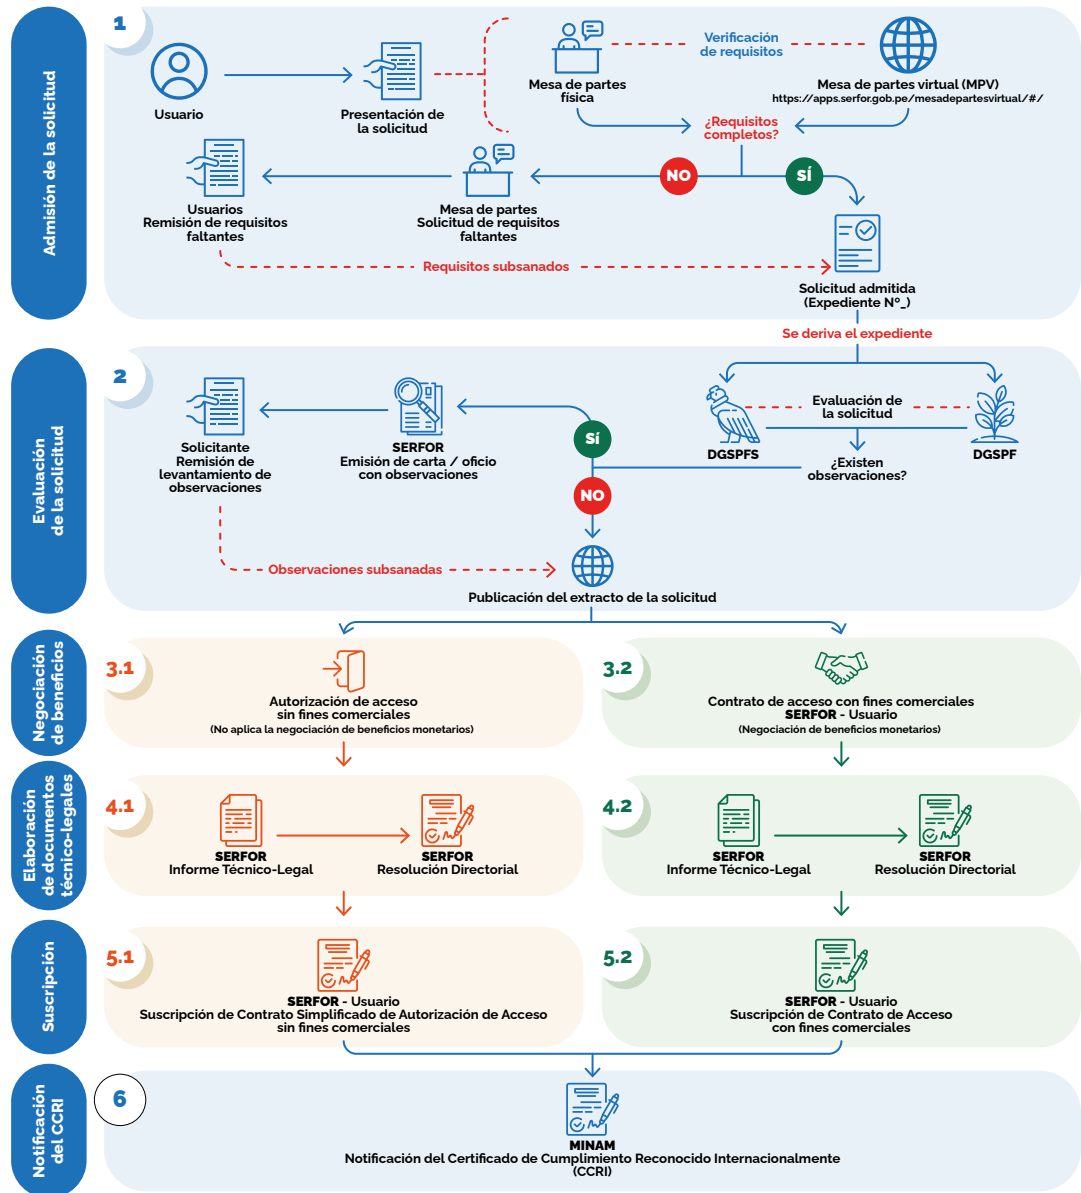 Admisión de la solicitud
1
Usuario
Presentación de
la solicitud
Mesa de partes
física
Verificación
de requisitos
Mesa de partes virtual (MPV)
https://apps.serfor.gob.pe/mesadepartesvirtual/#/
¿Requisitos
completos?
NO
SÍ
Mesa de partes
Solicitud de requisitos
faltantes
Usuarios
Remisión de requisitos
faltantes
Requisitos subsanados
Solicitud admitida
(Expediente Nº_)
Se deriva el expediente
Evaluación
de la solicitud
2
Solicitante
Remisión de
levantamiento de
observaciones
SERFOR
Emisión de carta / oficio
con observaciones
Sí
NO
DGSPFS
Evaluación de
la solicitud
DGSPF
¿Existen
observaciones?
Observaciones subsanadas
Publicación del extracto de la solicitud
Negociación
de beneficios
3.1
Autorización de acceso
sin fines comerciales
(No aplica la negociación de beneficios monetarios)
3.2
Contrato de acceso con fines comerciales
SERFOR - Usuario
(Negociación de beneficios monetarios)
Elaboración
de documentos
técnico-legales
4.1
SERFOR
Informe Técnico-Legal
SERFOR
Resolución Directorial
4.2
SERFOR
Informe Técnico-Legal
SERFOR
Resolución Directorial
Suscripción
5.1
SERFOR - Usuario
Suscripción de Contrato Simplificado de Autorización de Acceso
sin fines comerciales
5.2
SERFOR - Usuario
Suscripción de Contrato de Acceso
con fines comerciales
Notificación
del CCRI
6
MINAM
Notificación del Certificado de Cumplimiento Reconocido Internacionalmente
(CCRI)